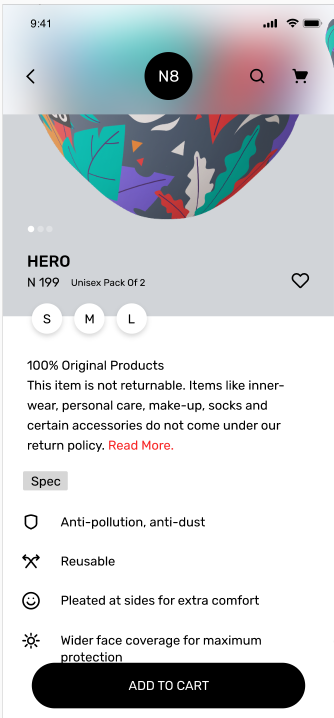 9:41
N8
HERO
N 199 Unisex Pack Of 2
S M L
100% Original Products
This item is not returnable. Items like inner-
wear, personal care, make-up, socks and
certain accessories do not come under our
return policy. Read More.
Spec
Anti-pollution, anti-dust
Reusable
Pleated at sides for extra comfort
Wider face coverage for maximum
protection
ADD TO CART